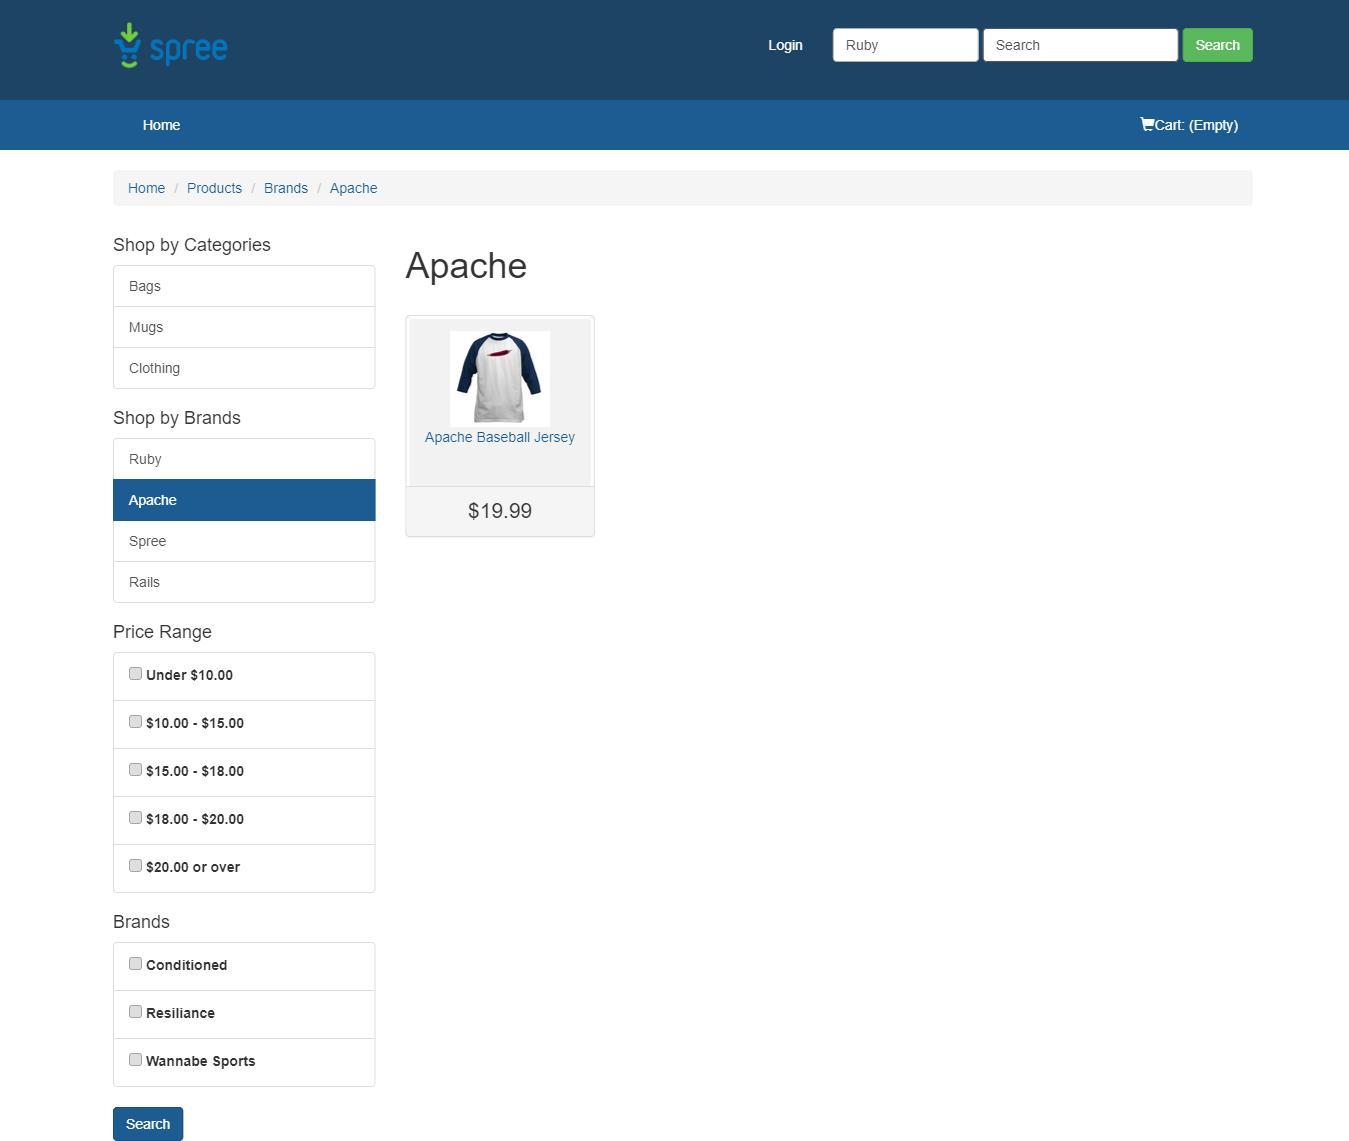 spree
Login
Ruby
Search
Search
Home
Cart: (Empty)
Home / Products / Brands / Apache
Shop by Categories
Bags
Mugs
Clothing
Shop by Brands
Ruby
Apache
Spree
Rails
Price Range
Under $10.00
$10.00 - $15.00
$15.00 - $18.00
$18.00 - $20.00
$20.00 or over
Brands
Conditioned
Resiliance
Wannabe Sports
Search
Apache
Apache Baseball Jersey
$19.99